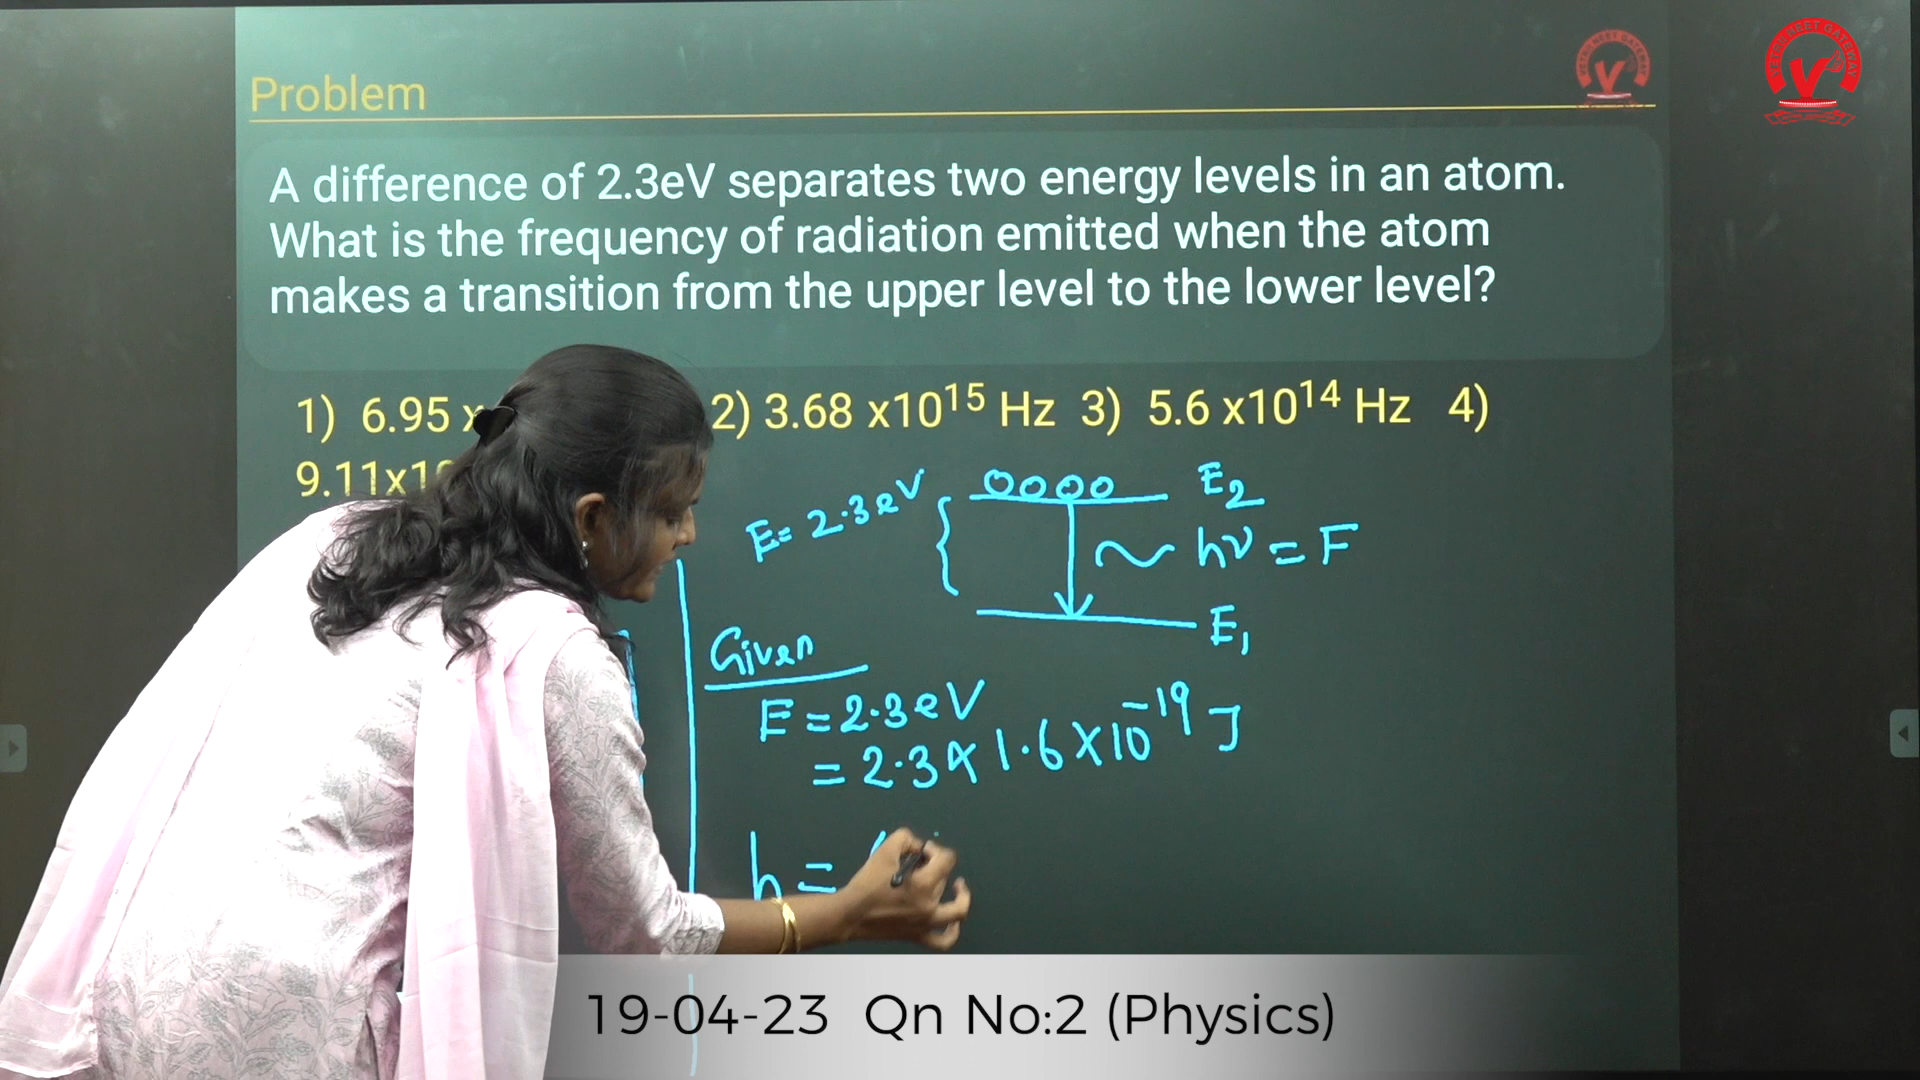 Problem
A difference of 2.3eV separates two energy levels in an atom.
What is the frequency of radiation emitted when the atom
makes a transition from the upper level to the lower level?
1) 6.95 x 2) 3.68 x10¹⁵ Hz 3) 5.6 x10¹⁴ Hz 4)
9.11x10
E= 2.3eV
E₂
hν = E
E₁
Given
E = 2.3eV
= 2.3 X 1.6 X 10⁻¹⁹ J
h =
19-04-23 Qn No:2 (Physics)